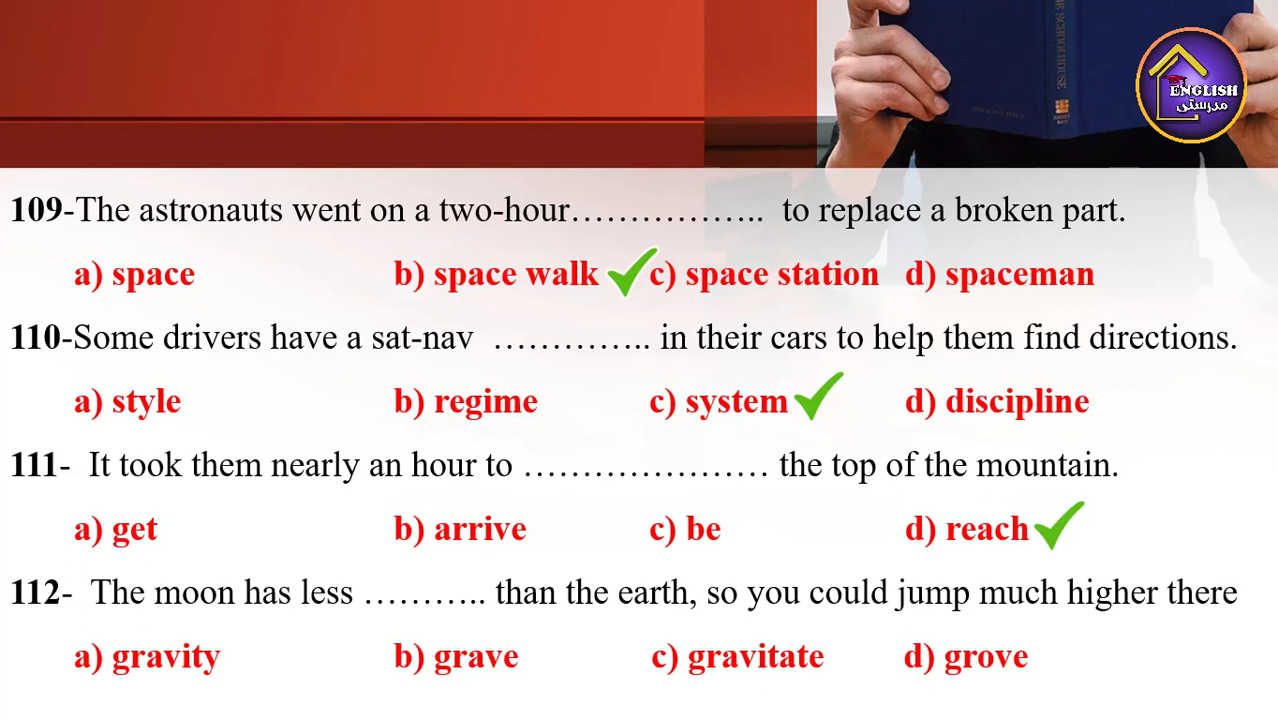 ENGLISH
مدرستى
109-The astronauts went on a two-hour…………….. to replace a broken part.
a) space b) space walk c) space station d) spaceman
110-Some drivers have a sat-nav ………….. in their cars to help them find directions.
a) style b) regime c) system d) discipline
111- It took them nearly an hour to ………………… the top of the mountain.
a) get b) arrive c) be d) reach
112- The moon has less ……….. than the earth, so you could jump much higher there
a) gravity b) grave c) gravitate d) grove